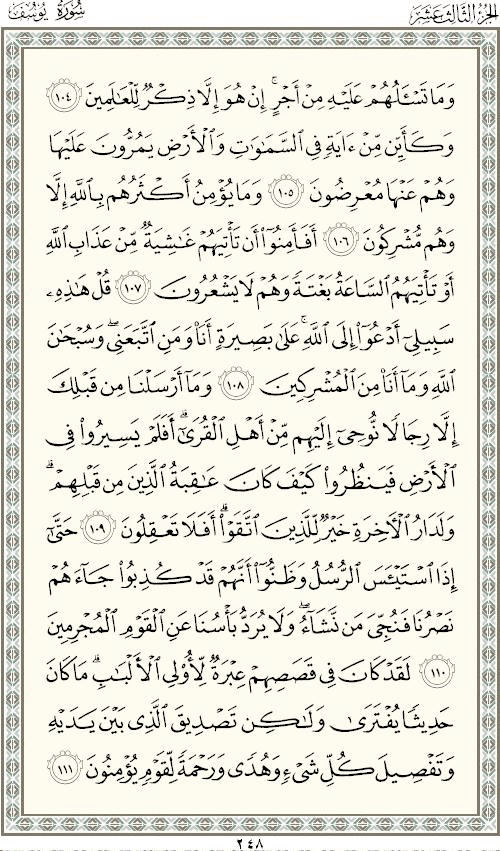 الجزء الثالث عشر
سورة يوسف
وَمَا تَسْـَٔلُهُمْ عَلَيْهِ مِنْ أَجْرٍ ۚ إِنْ هُوَ إِلَّا ذِكْرٌ لِّلْعَـٰلَمِينَ ١٠٤
وَكَأَيِّن مِّنْ ءَايَةٍ فِى ٱلسَّمَـٰوَٰتِ وَٱلْأَرْضِ يَمُرُّونَ عَلَيْهَا
وَهُمْ عَنْهَا مُعْرِضُونَ ١٠٥ وَمَا يُؤْمِنُ أَكْثَرُهُم بِٱللَّهِ إِلَّا
وَهُم مُّشْرِكُونَ ١٠٦ أَفَأَمِنُوٓا۟ أَن تَأْتِيَهُمْ غَـٰشِيَةٌ مِّنْ عَذَابِ ٱللَّهِ
أَوْ تَأْتِيَهُمُ ٱلسَّاعَةُ بَغْتَةً وَهُمْ لَا يَشْعُرُونَ ١٠٧ قُلْ هَـٰذِهِۦ
سَبِيلِىٓ أَدْعُوٓا۟ إِلَى ٱللَّهِ ۚ عَلَىٰ بَصِيرَةٍ أَنَا۠ وَمَنِ ٱتَّبَعَنِى ۖ وَسُبْحَـٰنَ
ٱللَّهِ وَمَآ أَنَا۠ مِنَ ٱلْمُشْرِكِينَ ١٠٨ وَمَآ أَرْسَلْنَا مِن قَبْلِكَ
إِلَّا رِجَالًا نُّوحِىٓ إِلَيْهِم مِّنْ أَهْلِ ٱلْقُرَىٰٓ ۗ أَفَلَمْ يَسِيرُوا۟ فِى
ٱلْأَرْضِ فَيَنظُرُوا۟ كَيْفَ كَانَ عَـٰقِبَةُ ٱلَّذِينَ مِن قَبْلِهِمْ ۗ
وَلَدَارُ ٱلْـَٔاخِرَةِ خَيْرٌ لِّلَّذِينَ ٱتَّقَوْا۟ ۗ أَفَلَا تَعْقِلُونَ ١٠٩ حَتَّىٰٓ
إِذَا ٱسْتَيْـَٔسَ ٱلرُّسُلُ وَظَنُّوٓا۟ أَنَّهُمْ قَدْ كُذِبُوا۟ جَآءَهُمْ
نَصْرُنَا فَنُجِّىَ مَن نَّشَآءُ ۖ وَلَا يُرَدُّ بَأْسُنَا عَنِ ٱلْقَوْمِ ٱلْمُجْرِمِينَ
١١٠ لَقَدْ كَانَ فِى قَصَصِهِمْ عِبْرَةٌ لِّأُو۟لِى ٱلْأَلْبَـٰبِ ۗ مَا كَانَ
حَدِيثًا يُفْتَرَىٰ وَلَـٰكِن تَصْدِيقَ ٱلَّذِى بَيْنَ يَدَيْهِ
وَتَفْصِيلَ كُلِّ شَىْءٍ وَهُدًى وَرَحْمَةً لِّقَوْمٍ يُؤْمِنُونَ ١١١
٢٤٨